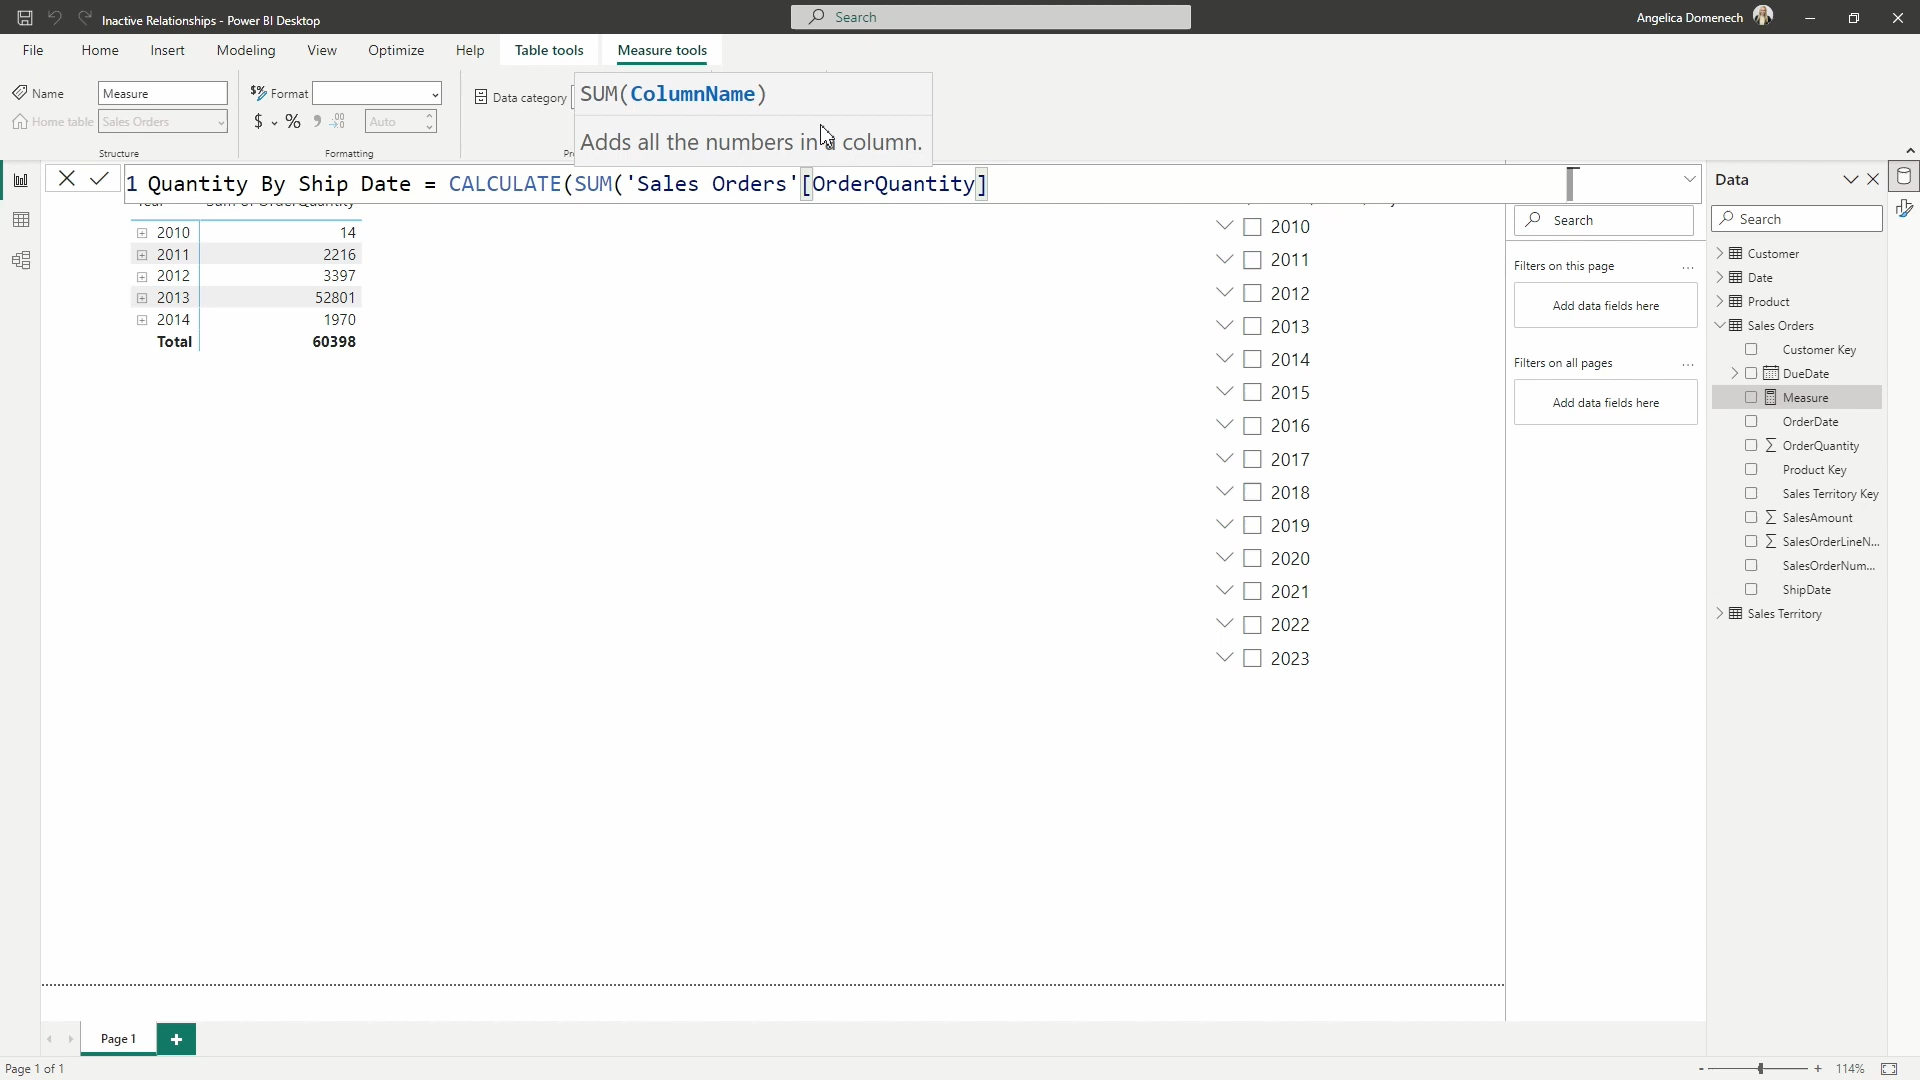 Inactive Relationships - Power BI Desktop
Search
Angelica Domenech
File
Home
Insert
Modeling
View
Optimize
Help
Table tools
Measure tools
Name
Measure
Home table
Sales Orders
Structure
$% Format
$ % 9 .00
Auto
Formatting
Data category
SUM(ColumnName)
Adds all the numbers in a column.
1 Quantity By Ship Date = CALCULATE(SUM('Sales Orders'[OrderQuantity]
Year Sum of OrderQuantity
2010 14
2011 2216
2012 3397
2013 52801
2014 1970
Total 60398
2010
2011
2012
2013
2014
2015
2016
2017
2018
2019
2020
2021
2022
2023
Search
Filters on this page ...
Add data fields here
Filters on all pages ...
Add data fields here
Data
Search
Customer
Date
Product
Sales Orders
Customer Key
DueDate
Measure
OrderDate
OrderQuantity
Product Key
Sales Territory Key
SalesAmount
SalesOrderLineN...
SalesOrderNum...
ShipDate
Sales Territory
Page 1
Page 1 of 1
- + 114%